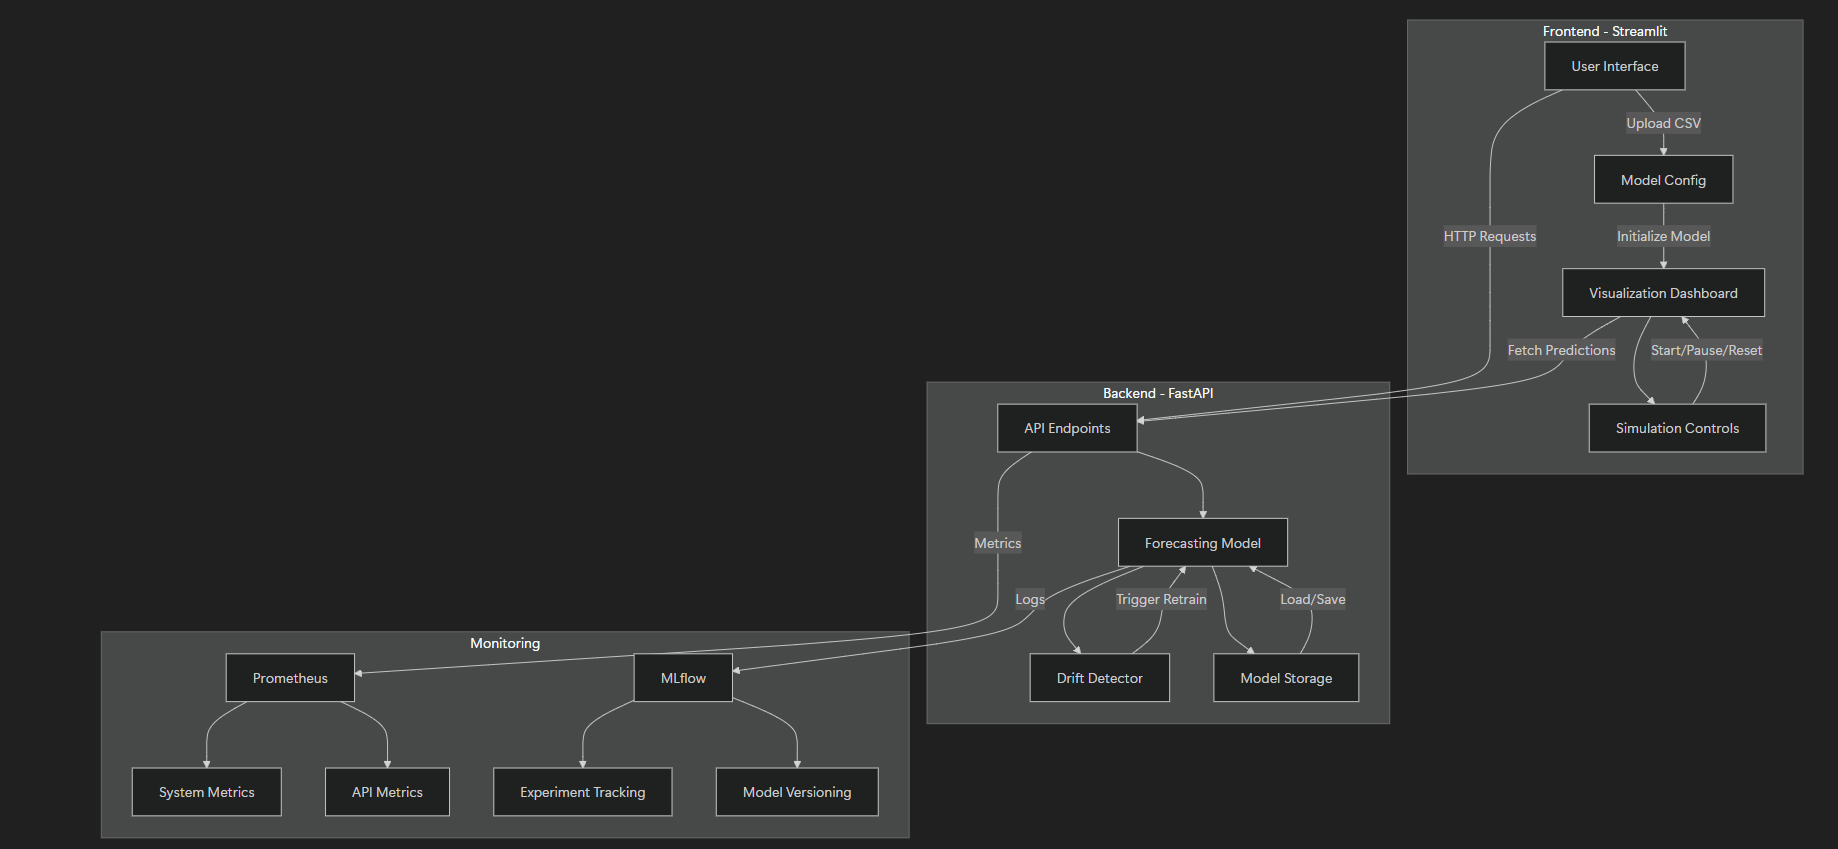 Frontend - Streamlit
User Interface
Upload CSV
Model Config
HTTP Requests
Initialize Model
Visualization Dashboard
Fetch Predictions
Start/Pause/Reset
Simulation Controls
Backend - FastAPI
API Endpoints
Metrics
Forecasting Model
Logs
Trigger Retrain
Load/Save
Drift Detector
Model Storage
Monitoring
Prometheus
MLflow
System Metrics
API Metrics
Experiment Tracking
Model Versioning